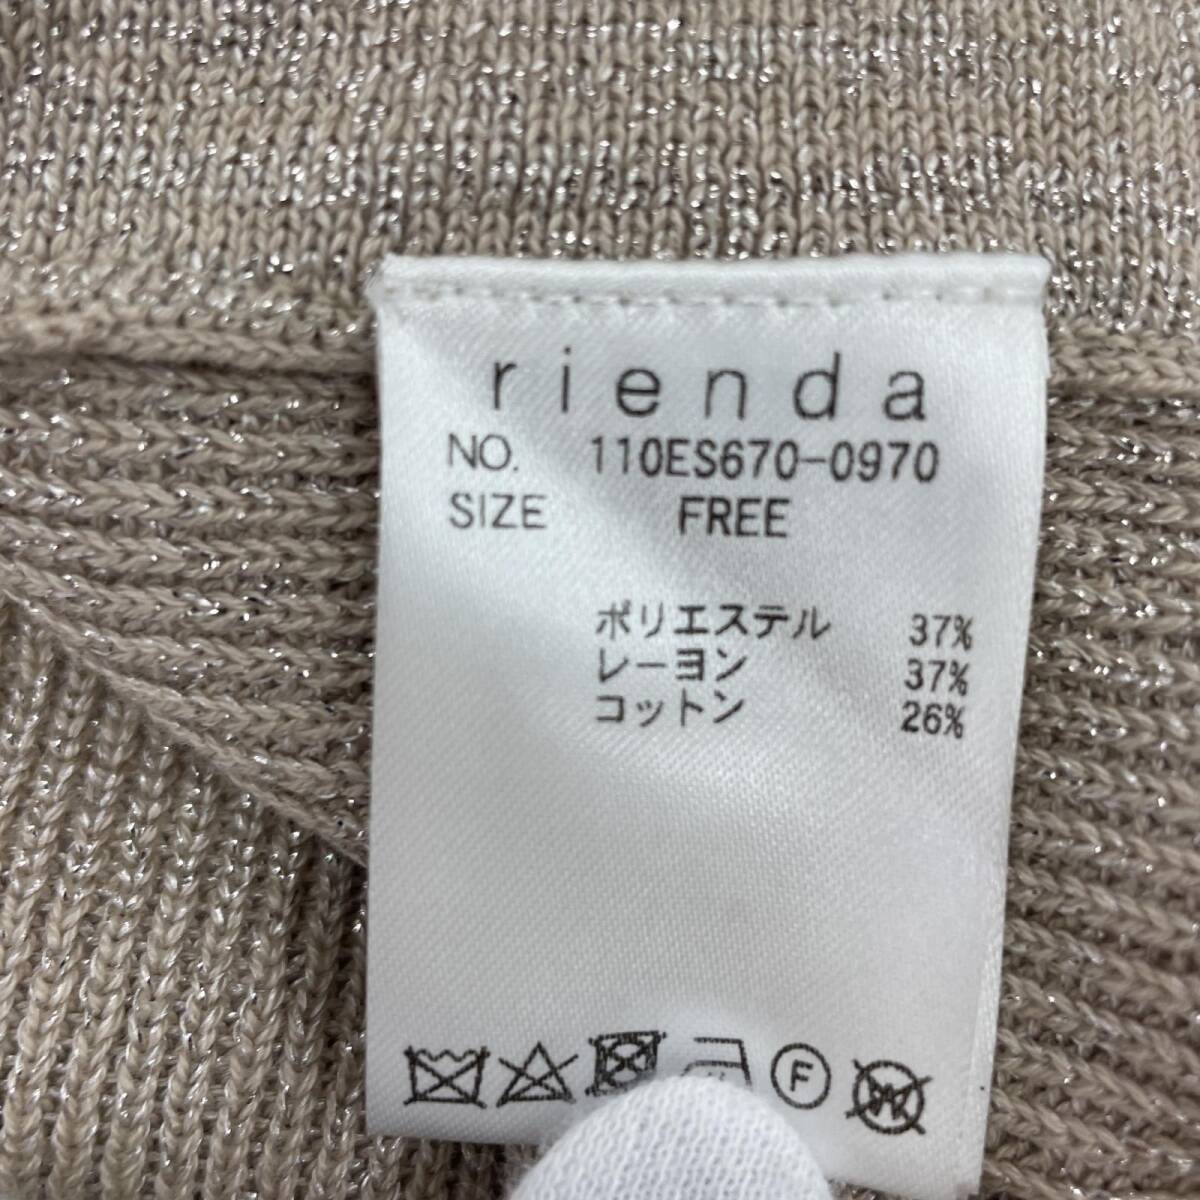 rienda
NO. 110ES670-0970
SIZE FREE
ポリエステル 37%
レーヨン 37%
コットン 26%
F
W